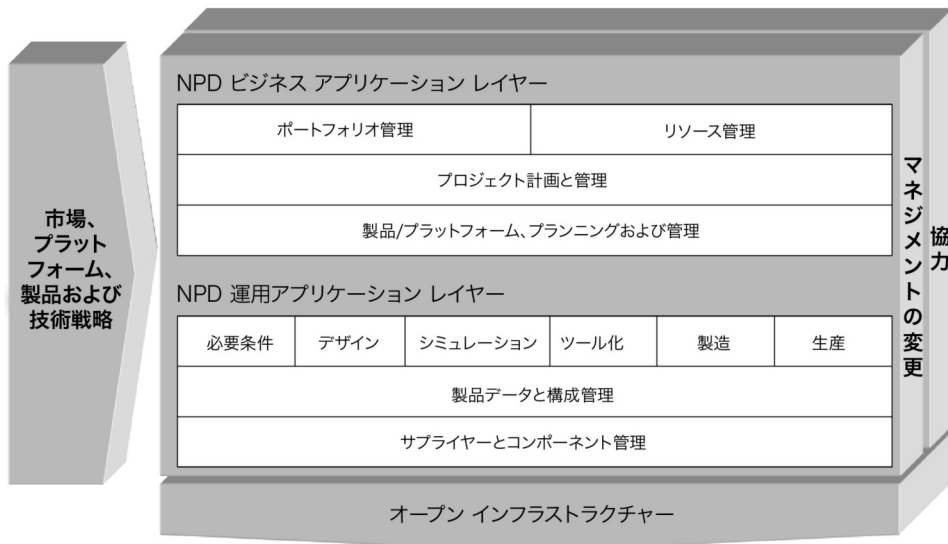 市場、
プラット
フォーム、
製品および
技術戦略
NPD ビジネス アプリケーション レイヤー
ポートフォリオ管理
リソース管理
プロジェクト計画と管理
製品/プラットフォーム、プランニングおよび管理
NPD 運用アプリケーション レイヤー
必要条件
デザイン
シミュレーション
ツール化
製造
生産
製品データと構成管理
サプライヤーとコンポーネント管理
マネジメントの変更
協力
オープン インフラストラクチャー